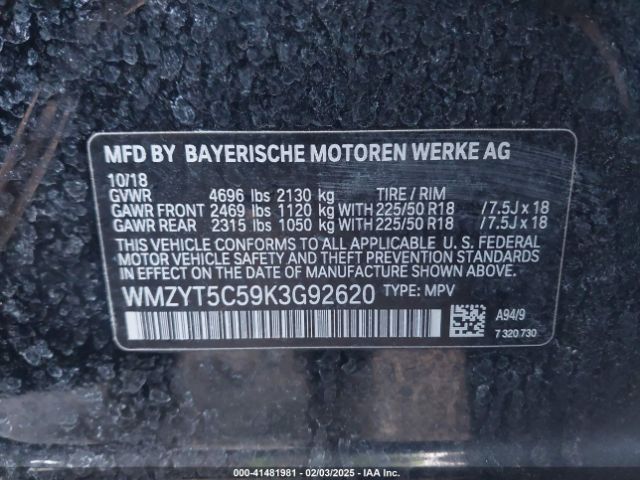 MFD BY BAYERISCHE MOTOREN WERKE AG
10/18
GVWR 4696 lbs 2130 kg TIRE / RIM
GAWR FRONT 2469 lbs 1120 kg WITH 225/50 R18 / 7.5J x 18
GAWR REAR 2315 lbs 1050 kg WITH 225/50 R18 / 7.5J x 18
THIS VEHICLE CONFORMS TO ALL APPLICABLE U. S. FEDERAL
MOTOR VEHICLE SAFETY AND THEFT PREVENTION STANDARDS
IN EFFECT ON THE DATE OF MANUFACTURE SHOWN ABOVE.
WMZYT5C59K3G92620 TYPE: MPV
A94/9
7 320 730
000-41481981 - 02/03/2025 - IAA Inc.